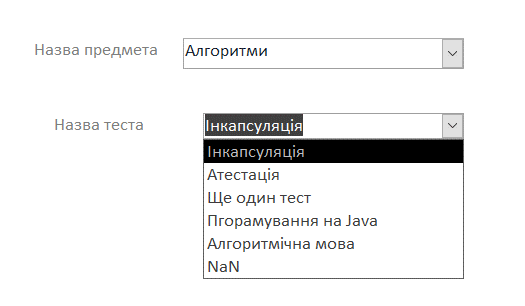 Назва предмета Алгоритми
Назва теста Інкапсуляція
Інкапсуляція
Атестація
Ще один тест
Пгорамування на Java
Алгоритмічна мова
NaN